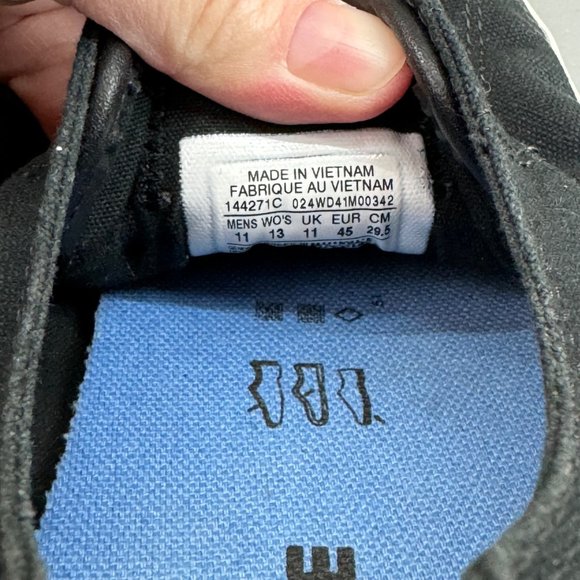 MADE IN VIETNAM
FABRIQUE AU VIETNAM
144271C 024WD41M00342
MENS WO'S UK EUR CM
11 13 11 45 29.5
E